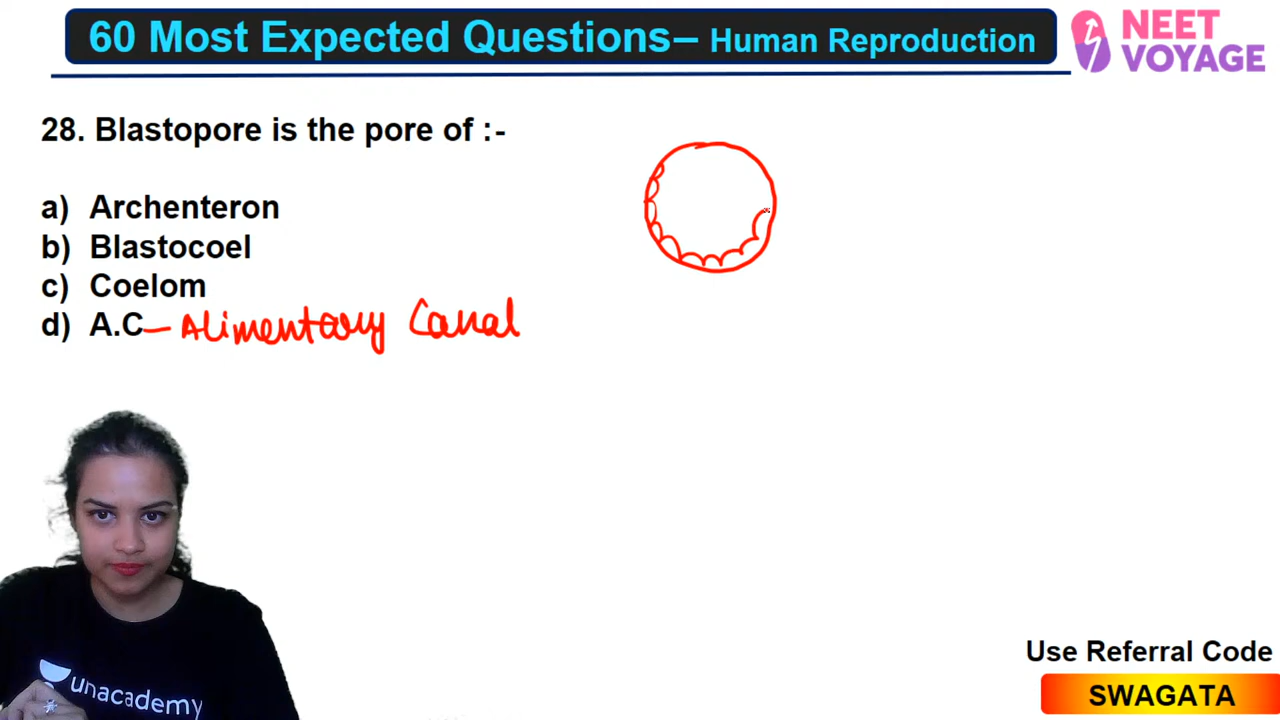 60 Most Expected Questions– Human Reproduction
NEET
VOYAGE
28. Blastopore is the pore of :-
a) Archenteron
b) Blastocoel
c) Coelom
d) A.C – Alimentary Canal
unacademy
Use Referral Code
SWAGATA